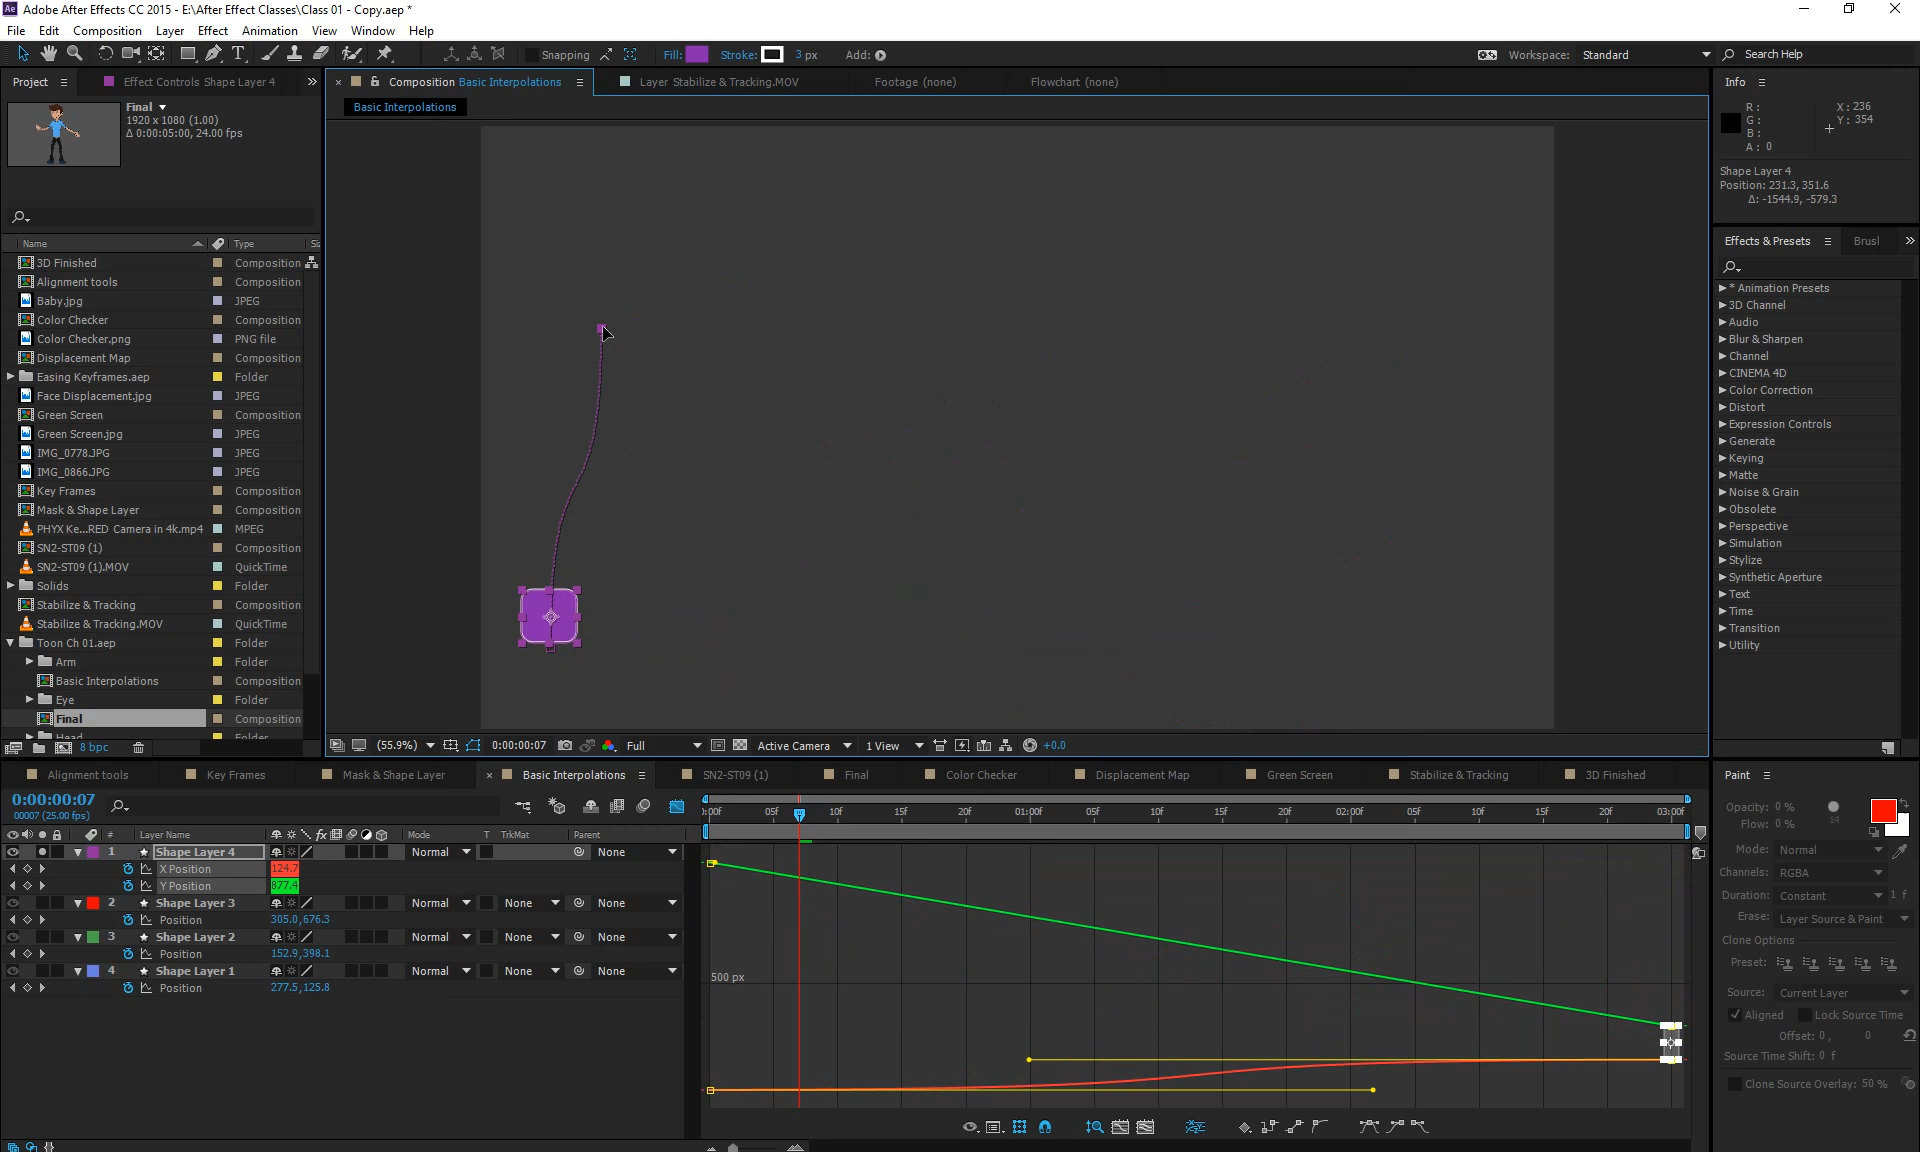 Adobe After Effects CC 2015 - E:\After Effect Classes\Class 01 - Copy.aep *
File Edit Composition Layer Effect Animation View Window Help
Snapping Fill: Stroke: 3 px Add: Workspace: Standard Search Help
Project Effect Controls Shape Layer 4
Composition Basic Interpolations Layer Stabilize & Tracking.MOV Footage (none) Flowchart (none)
Basic Interpolations
Final
1920 x 1080 (1.00)
Δ 0:00:05:00, 24.00 fps
Name Type
3D Finished Composition
Alignment tools Composition
Baby.jpg JPEG
Color Checker Composition
Color Checker.png PNG file
Displacement Map Composition
Easing Keyframes.aep Folder
Face Displacement.jpg JPEG
Green Screen Composition
Green Screen.jpg JPEG
IMG_0778.JPG JPEG
IMG_0866.JPG JPEG
Key Frames Composition
Mask & Shape Layer Composition
PHYX Ke...RED Camera in 4k.mp4 MPEG
SN2-ST09 (1) Composition
SN2-ST09 (1).MOV QuickTime
Solids Folder
Stabilize & Tracking Composition
Stabilize & Tracking.MOV QuickTime
Toon Ch 01.aep Folder
Arm Folder
Basic Interpolations Composition
Eye Folder
Final Composition
Head Folder
8 bpc
(55.9%) 0:00:00:07 Full Active Camera 1 View +0.0
Info
R: X: 236
G: Y: 354
B:
A: 0
Shape Layer 4
Position: 231.3, 351.6
Δ: -1544.9, -579.3
Effects & Presets Brusl
* Animation Presets
3D Channel
Audio
Blur & Sharpen
Channel
CINEMA 4D
Color Correction
Distort
Expression Controls
Generate
Keying
Matte
Noise & Grain
Obsolete
Perspective
Simulation
Stylize
Synthetic Aperture
Text
Time
Transition
Utility
Alignment tools Key Frames Mask & Shape Layer Basic Interpolations SN2-ST09 (1) Final Color Checker Displacement Map Green Screen Stabilize & Tracking 3D Finished
0:00:00:07
00007 (25.00 fps)
:00f 05f 10f 15f 20f 01:00f 05f 10f 15f 20f 02:00f 05f 10f 15f 20f 03:00f
# Layer Name Mode T TrkMat Parent
1 Shape Layer 4 Normal None
X Position 124.7
Y Position 877.4
2 Shape Layer 3 Normal None None
Position 305.0,676.3
3 Shape Layer 2 Normal None None
Position 152.9,398.1
4 Shape Layer 1 Normal None None
Position 277.5,125.8
500 px
Paint
Opacity: 0 %
Flow: 0 % 14
Mode: Normal
Channels: RGBA
Duration: Constant 1 f
Erase: Layer Source & Paint
Clone Options
Preset:
Source: Current Layer
Aligned Lock Source Time
Offset: 0 , 0
Source Time Shift: 0 f
Clone Source Overlay: 50 %